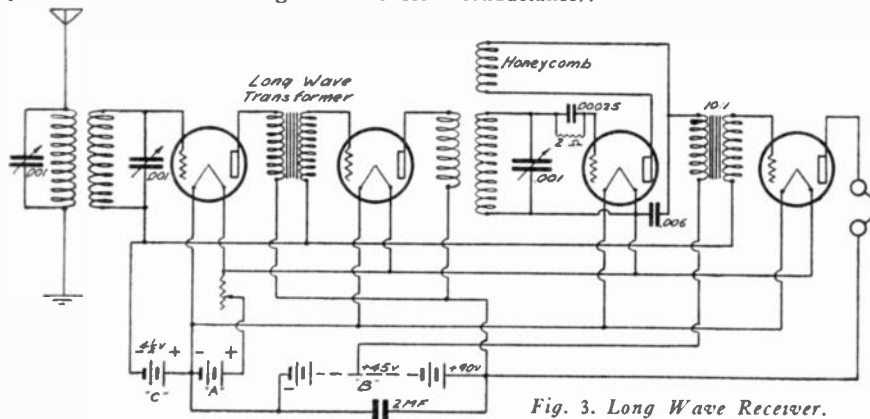 Honeycomb
Long Wave
Transformer
.00025
10:1
.001
.001
2 Ω
.001
.006
4½v
- +
- +
+45v
+90v
"C"
"A"
"B"
2MF
Fig. 3. Long Wave Receiver.